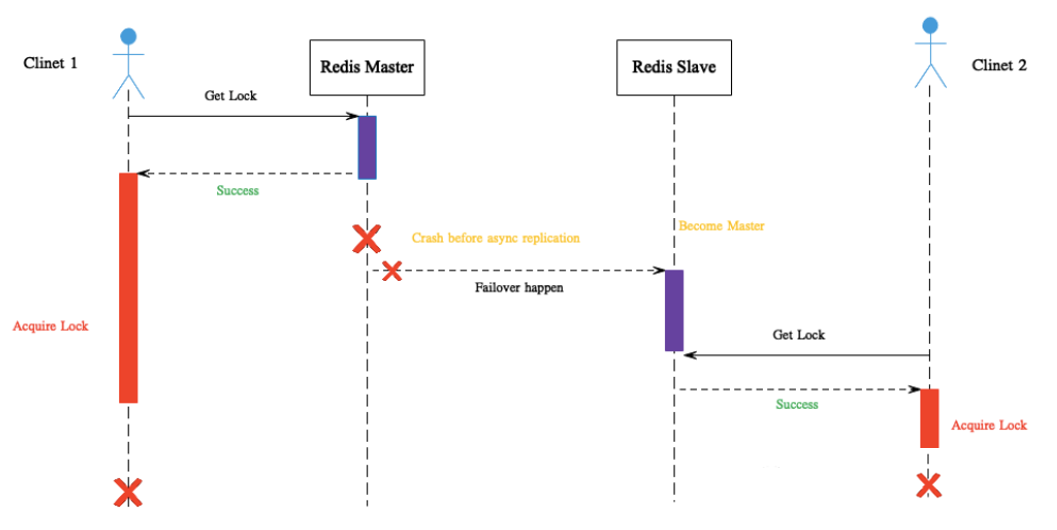 Clinet 1
Redis Master
Redis Slave
Clinet 2
Get Lock
Success
Crash before async replication
Become Master
Failover happen
Acquire Lock
Get Lock
Success
Acquire Lock